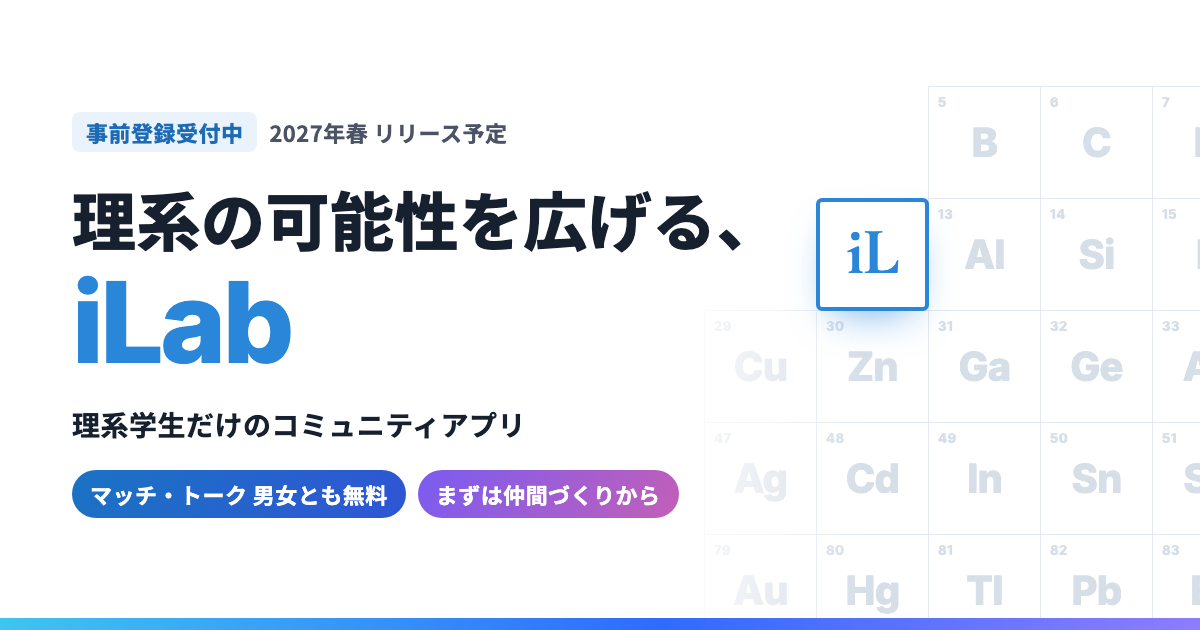 事前登録受付中 2027年春 リリース予定
理系の可能性を広げる、
iLab
理系学生だけのコミュニティアプリ
マッチ・トーク 男女とも無料 まずは仲間づくりから
5 6 7
B C
iL
13 14 15
Al Si
29 30 31 32 33
Cu Zn Ga Ge
47 48 49 50 51
Ag Cd In Sn
79 80 81 82 83
Au Hg Tl Pb